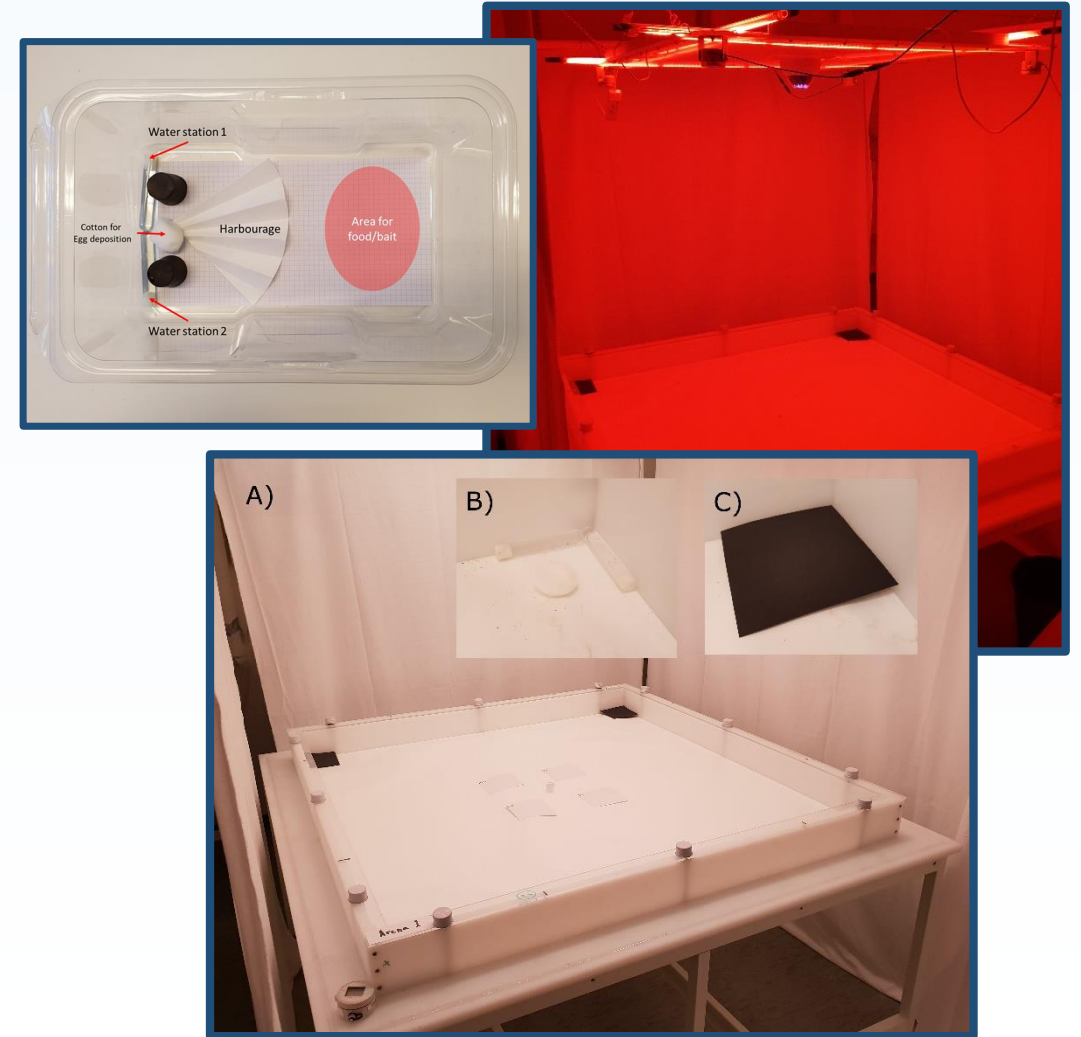 Water station 1
Cotton for
Egg deposition
Harbourage
Area for
food/bait
Water station 2
A)
B)
C)
Arena 1